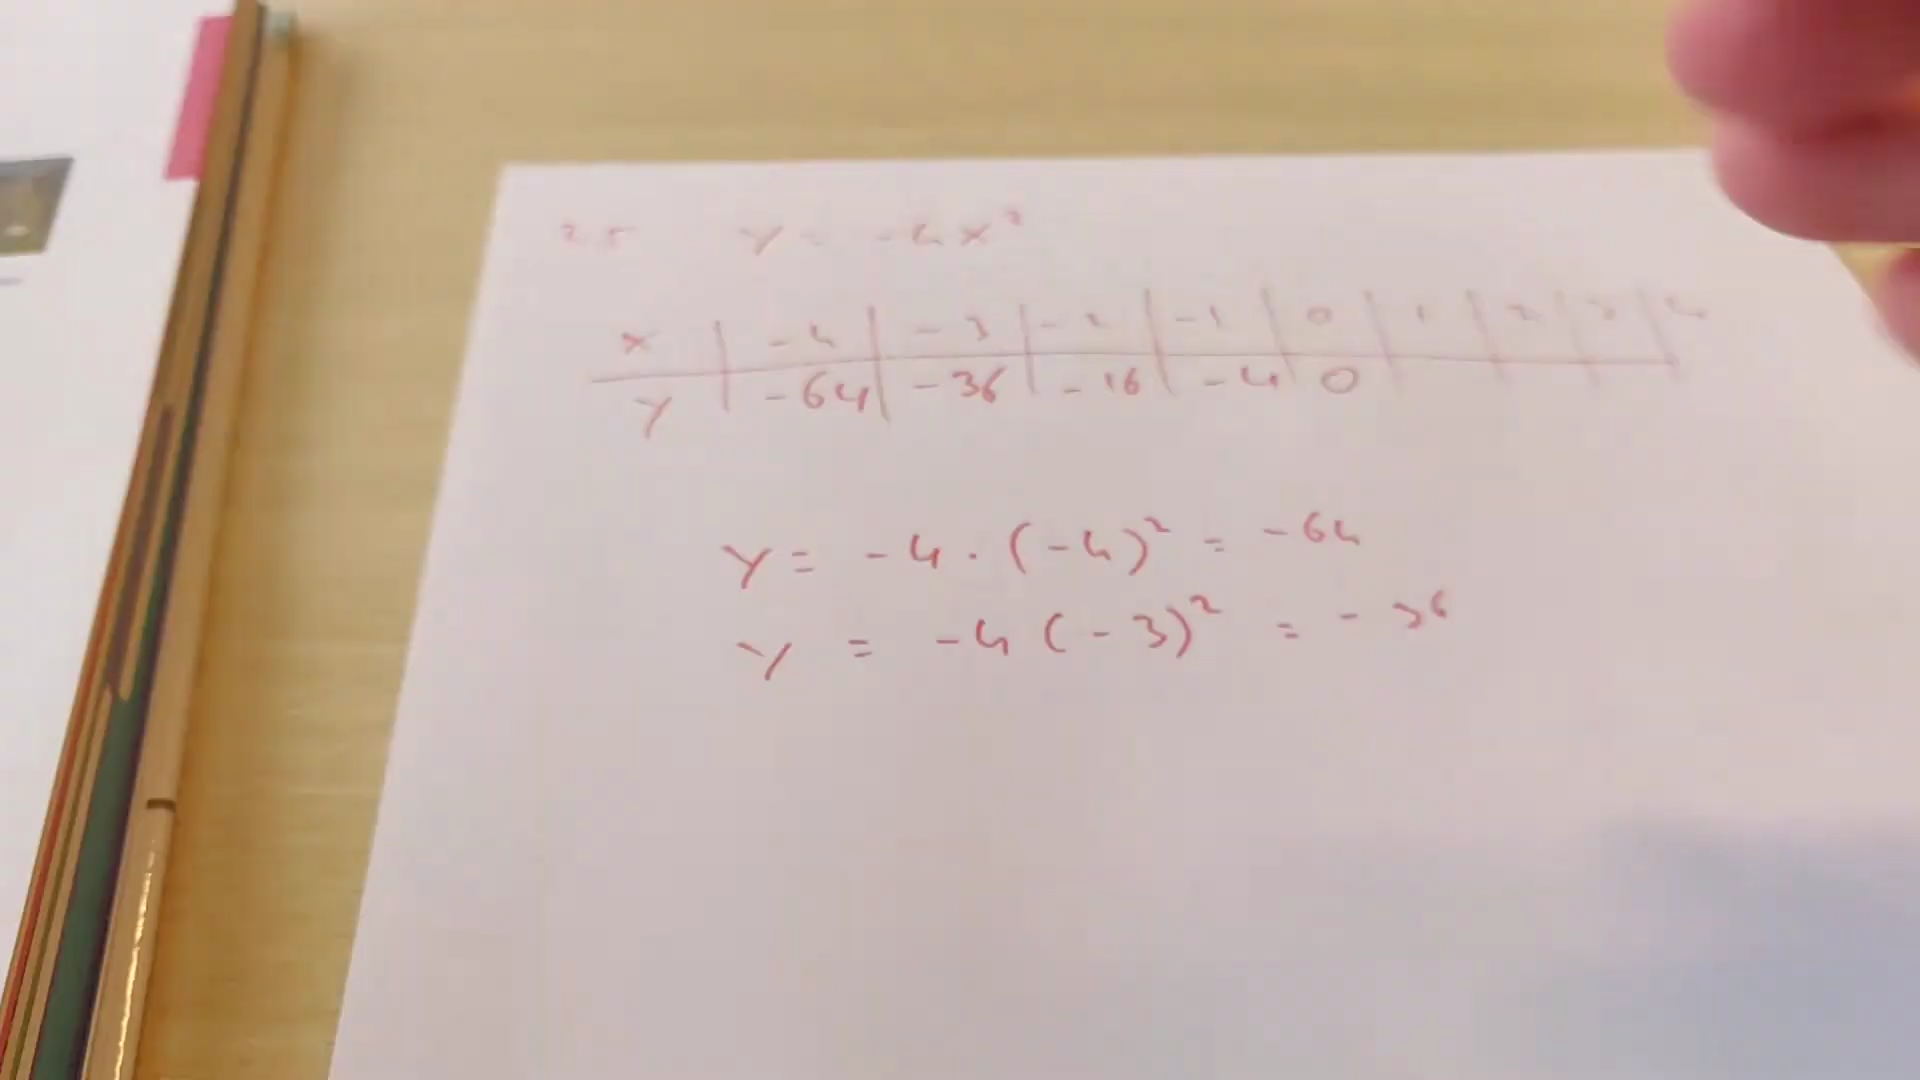 25 y = -4x²
x | -4 | -3 | -2 | -1 | 0 | 1 | 2 | 3 | 4
y | -64 | -36 | -16 | -4 | 0
y = -4 · (-4)² = -64
y = -4 (-3)² = -36